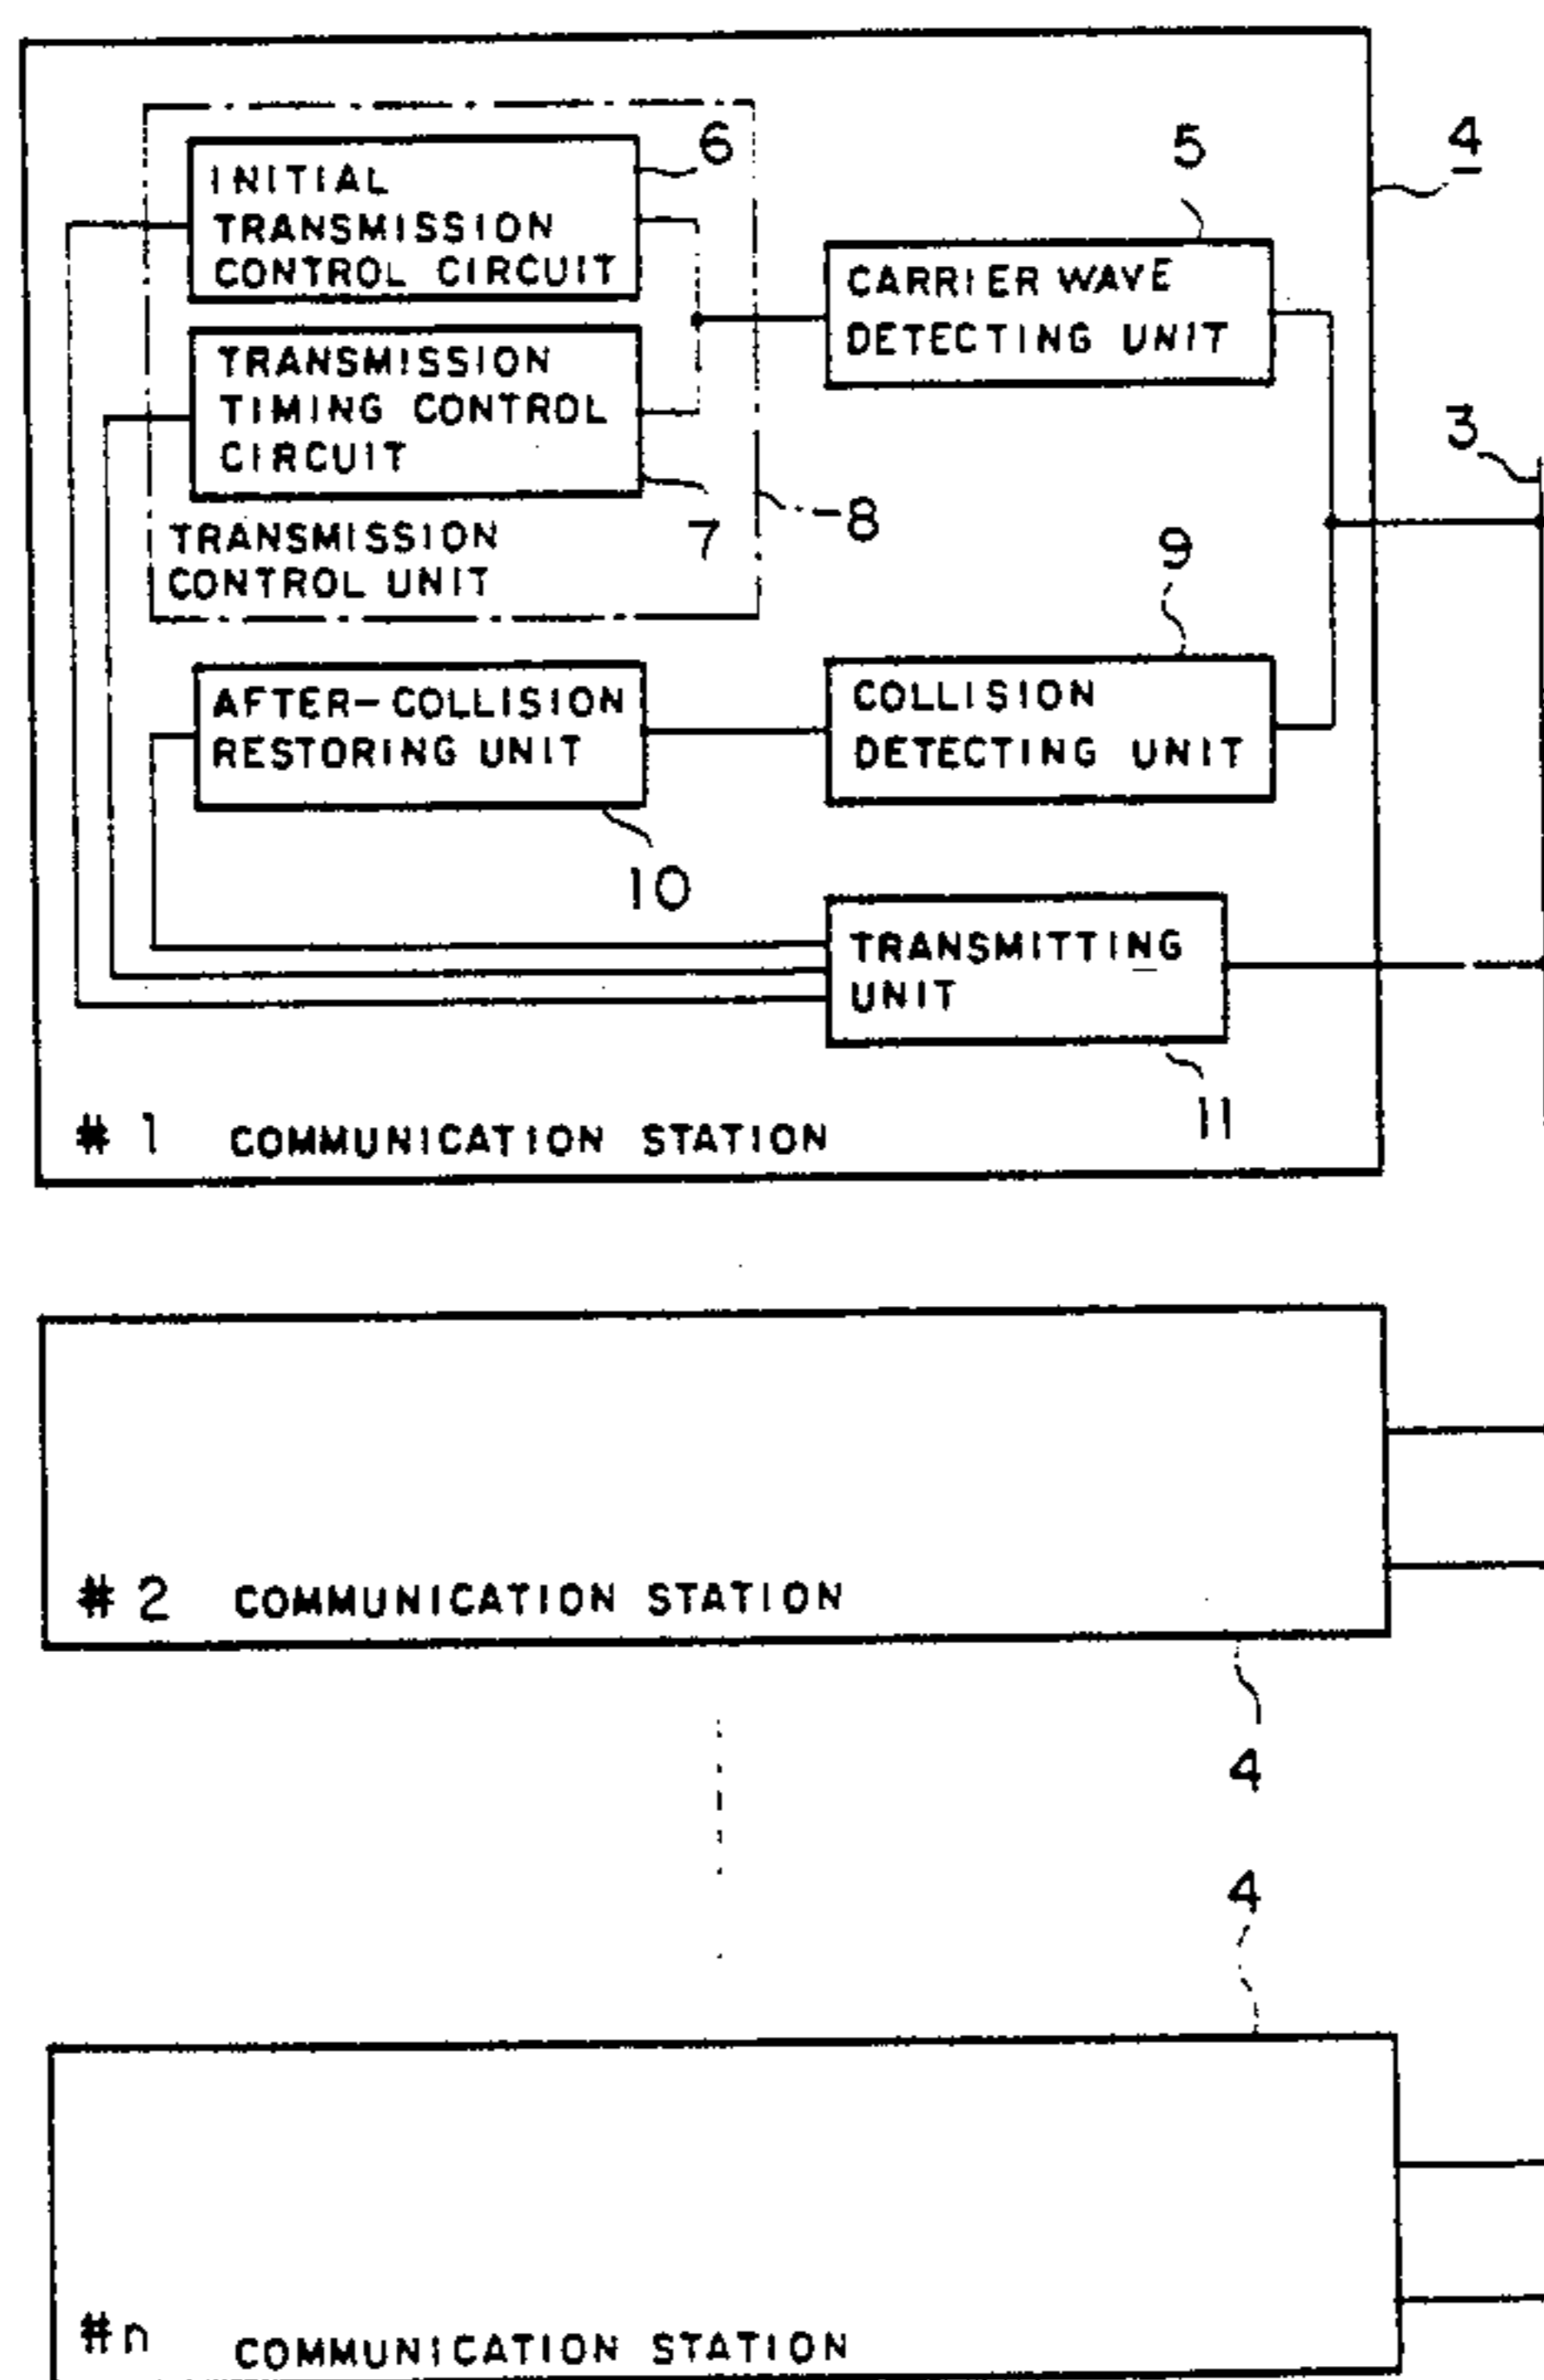 6
5
4
INITIAL
TRANSMISSION
CONTROL CIRCUIT
CARRIER WAVE
DETECTING UNIT
TRANSMISSION
TIMING CONTROL
CIRCUIT
3
7
8
TRANSMISSION
CONTROL UNIT
9
AFTER-COLLISION
RESTORING UNIT
COLLISION
DETECTING UNIT
10
TRANSMITTING
UNIT
11
#1 COMMUNICATION STATION
#2 COMMUNICATION STATION
4
4
#n COMMUNICATION STATION